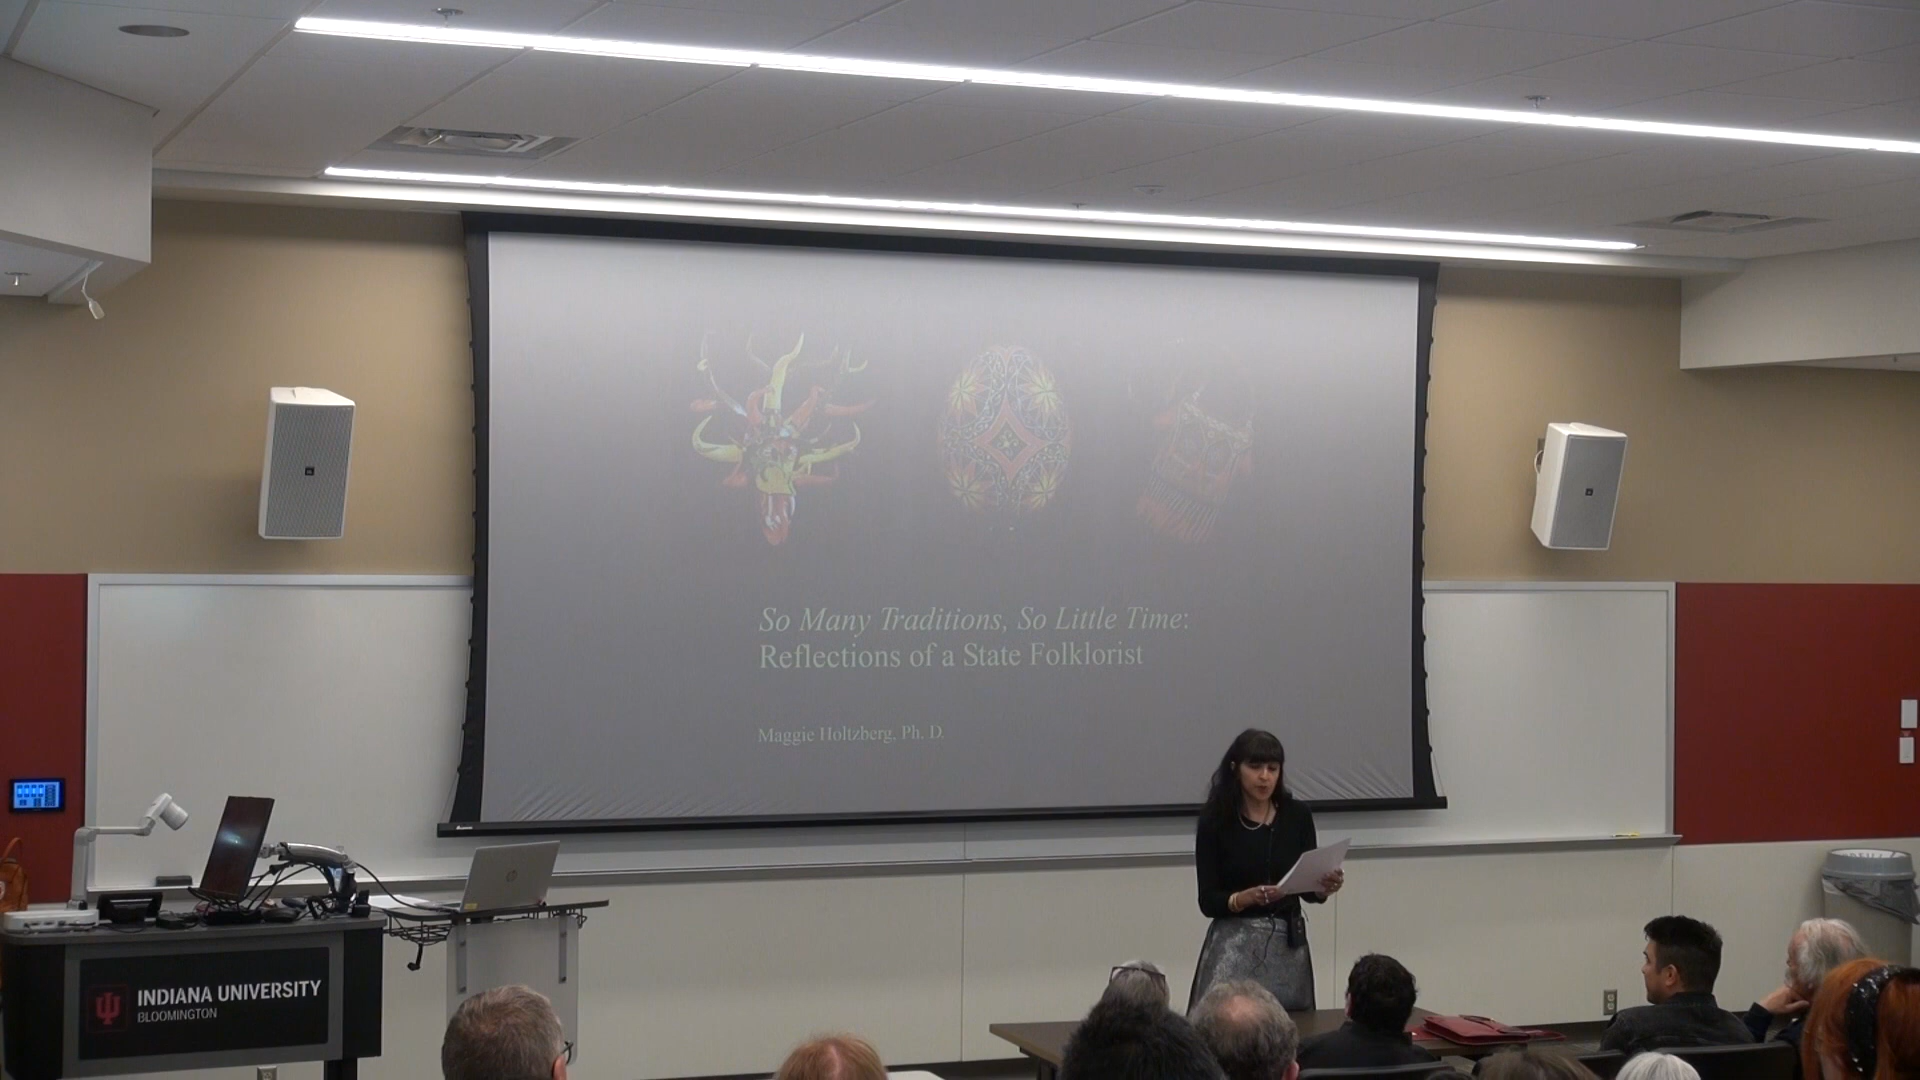 So Many Traditions, So Little Time:
Reflections of a State Folklorist
Maggie Holtzberg, Ph. D.
INDIANA UNIVERSITY
BLOOMINGTON